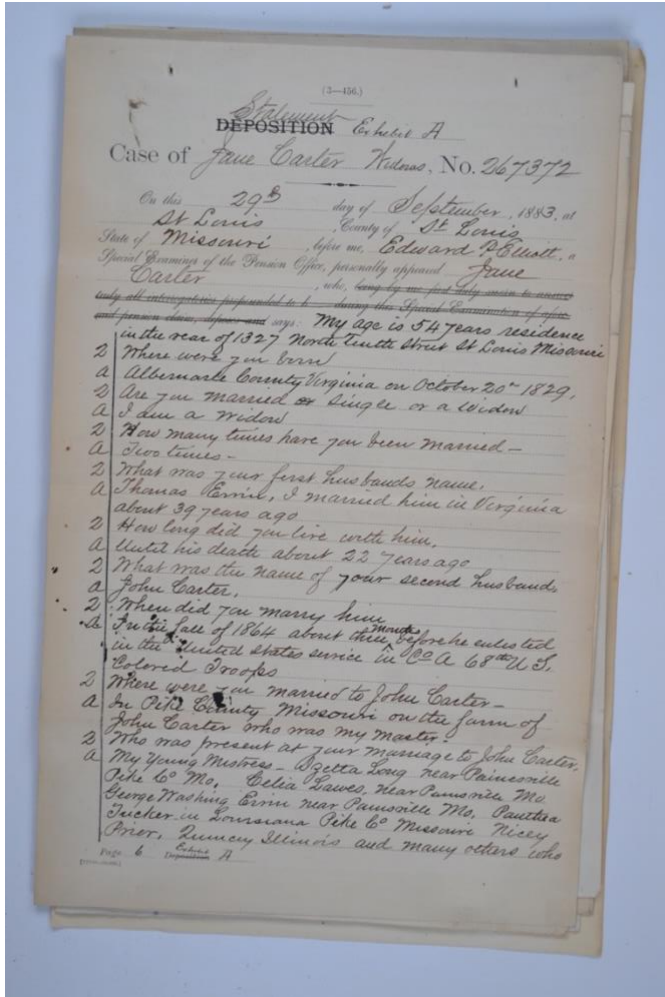 (3—456.)
Statement
DEPOSITION Exhibit A
Case of Jane Carter Widows, No. 267372
On this 29th day of September, 1883, at
St Louis, County of St Louis
State of Missouri, before me, Edward P Elliott, a
Special Examiner of the Pension Office, personally appeared Jane
Carter, who, being by me first duly sworn to answer
truly all interrogatories propounded to h during this Special Examination of aforesaid
pension claim, deposes and says: My age is 54 years residence
in the rear of 1327 North Tenth Street St Louis Missouri
Q Where were you born
A Albemarle County Virginia on October 20th 1829.
Q Are you married or single or a widow
A I am a widow
Q How many times have you been married—
A Two times—
Q What was your first husbands name.
A Thomas Ervin, I married him in Virginia
about 39 years ago
Q How long did you live with him.
A Until his death about 22 years ago
Q What was the name of your second husband.
A John Carter.
Q When did you marry him
A In the fall of 1864 about three months before he enlisted
in the United States service in Co A 68th U S.
Colored Troops
Q Where were you married to John Carter—
A In Pike County Missouri on the farm of
John Carter who was my master.
Q Who was present at your marriage to John Carter.
A My Young Mistress— Ozetta Long near Painesville
Pike Co Mo, Celia Lawes, near Painsville Mo
George Washing Ervin near Painsville Mo, Panthea
Tucker in Louisiana Pike Co Missouri Nicey
Prior, Quincy Illinois and many others who
Page 6 Deposition Exhibit A